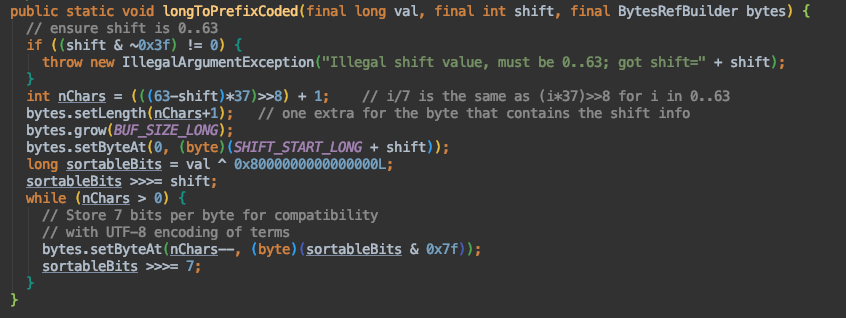 public static void longToPrefixCoded(final long val, final int shift, final BytesRefBuilder bytes) {
  // ensure shift is 0..63
  if ((shift & ~0x3f) != 0) {
    throw new IllegalArgumentException("Illegal shift value, must be 0..63; got shift=" + shift);
  }
  int nChars = (((63-shift)*37)>>8) + 1;    // i/7 is the same as (i*37)>>8 for i in 0..63
  bytes.setLength(nChars+1);   // one extra for the byte that contains the shift info
  bytes.grow(BUF_SIZE_LONG);
  bytes.setByteAt(0, (byte)(SHIFT_START_LONG + shift));
  long sortableBits = val ^ 0x8000000000000000L;
  sortableBits >>>= shift;
  while (nChars > 0) {
    // Store 7 bits per byte for compatibility
    // with UTF-8 encoding of terms
    bytes.setByteAt(nChars--, (byte)(sortableBits & 0x7f));
    sortableBits >>>= 7;
  }
}